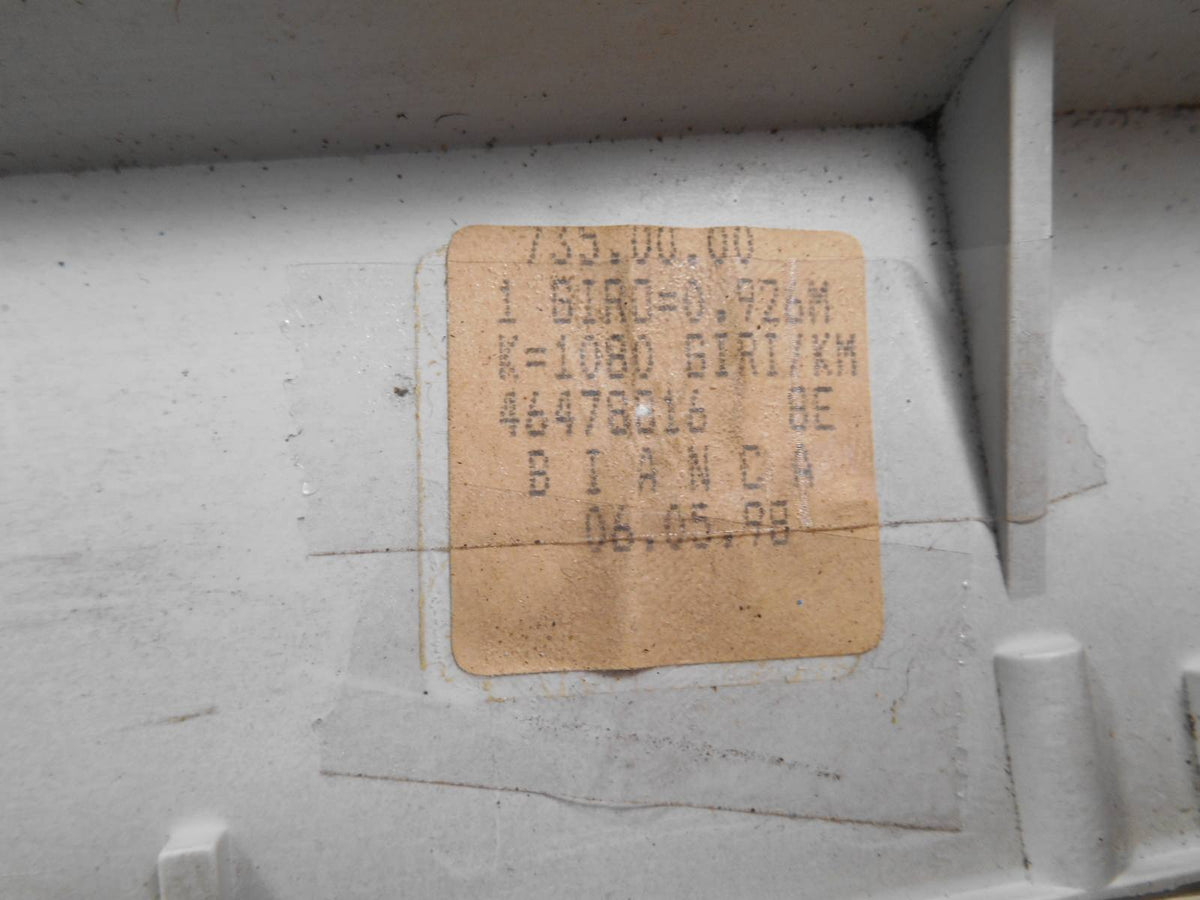 735.00.00
1 GIRO=0.926M
K=1080 GIRI/KM
46478016 BE
B I A N C A
06.05.98